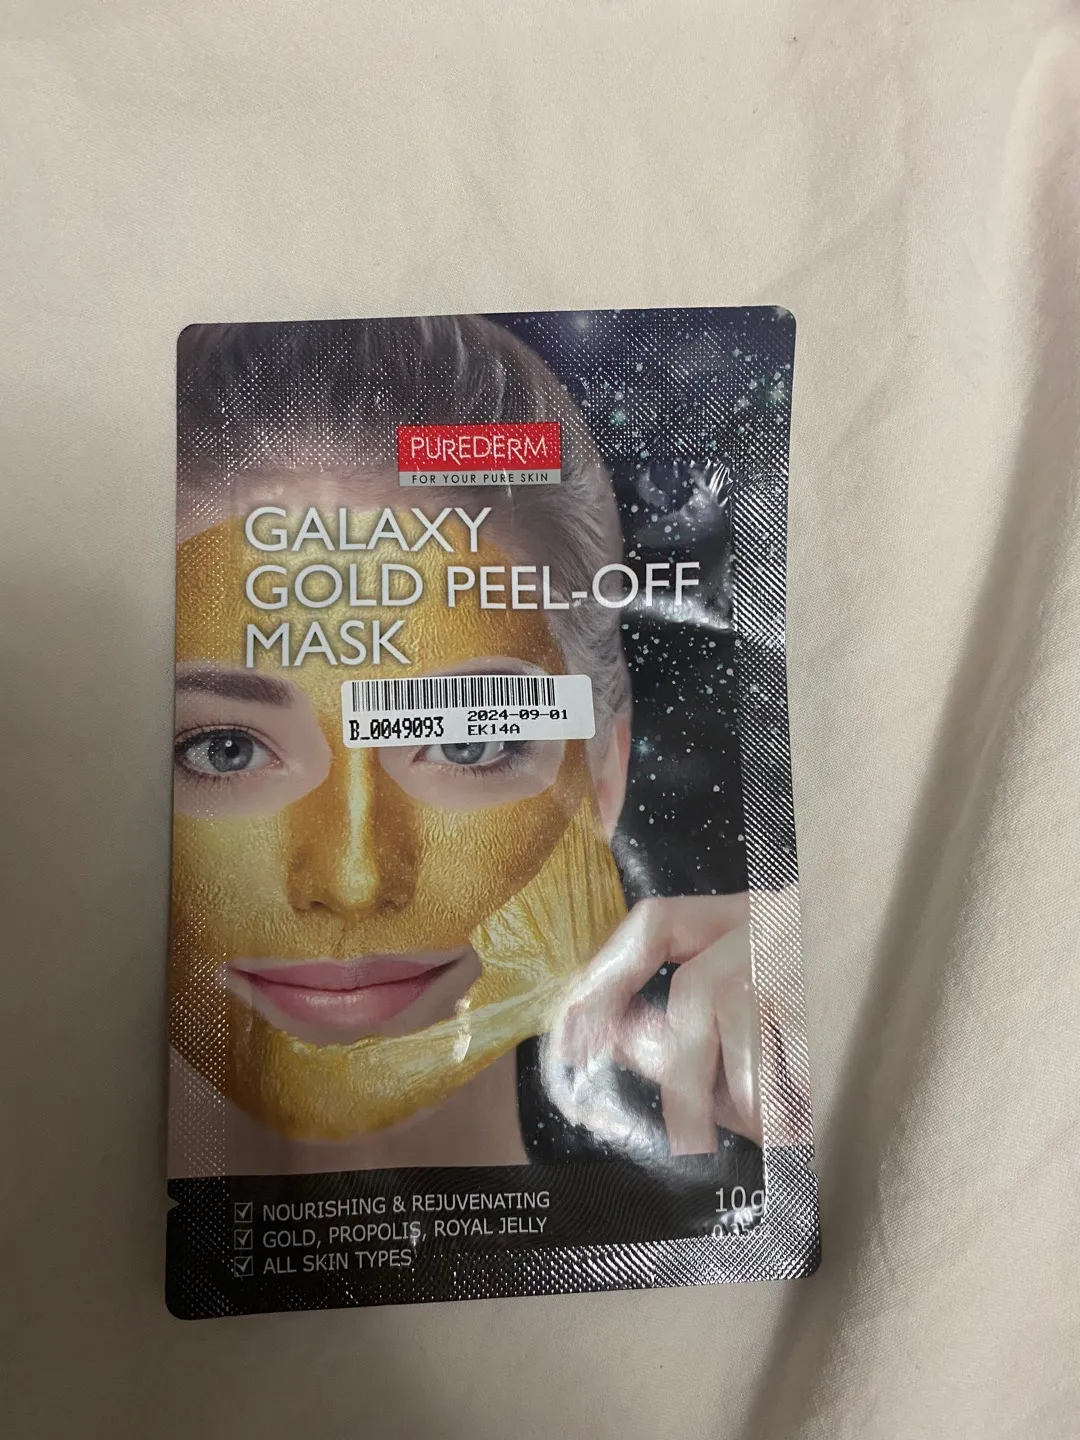 PUREDERM
FOR YOUR PURE SKIN
GALAXY
GOLD PEEL-OFF
MASK
B_0049093 2024-09-01
EK14A
☑ NOURISHING & REJUVENATING
☑ GOLD, PROPOLIS, ROYAL JELLY
☑ ALL SKIN TYPES
10g